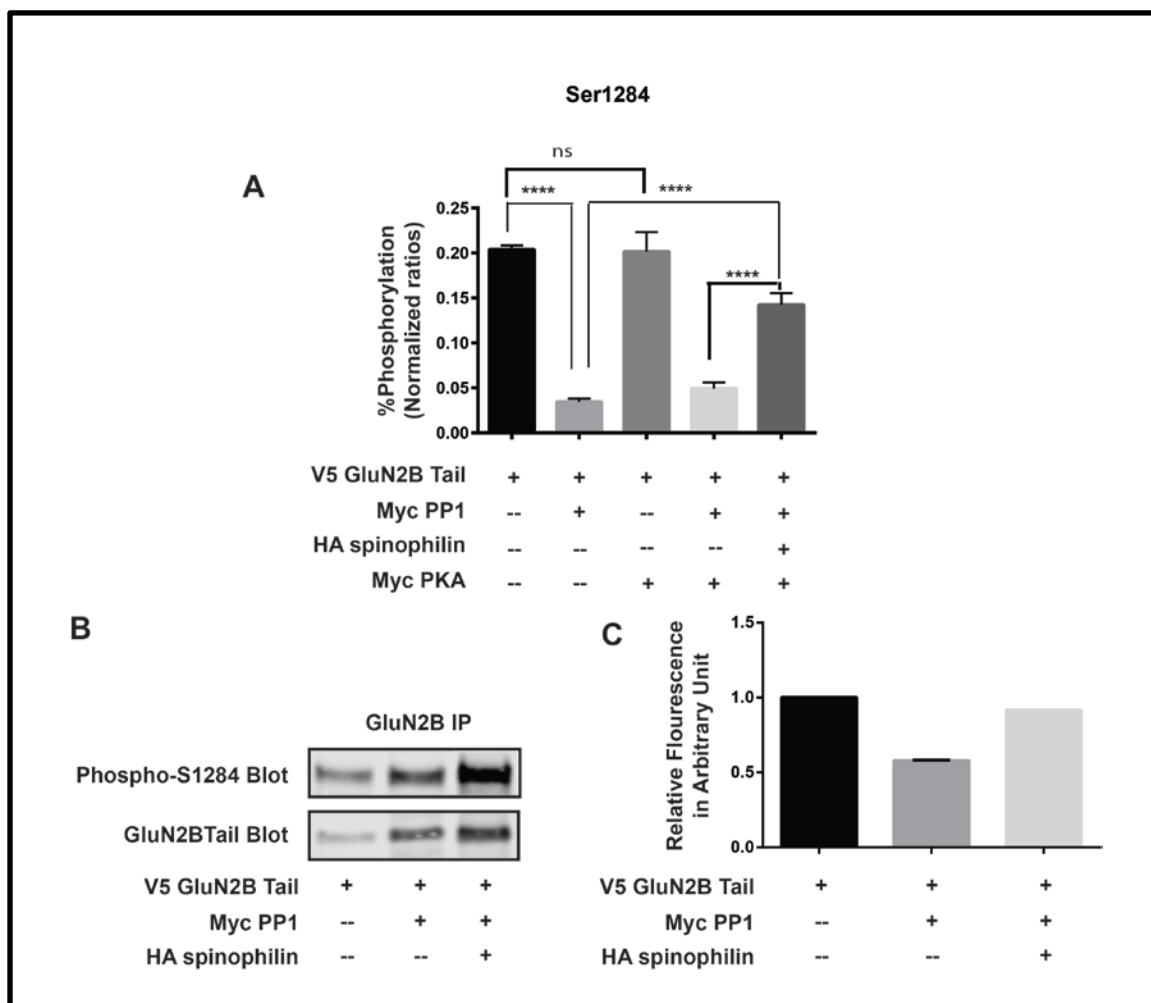 Ser1284
A
ns
**** ****
****
%Phosphorylation
(Normalized ratios)
0.25
0.20
0.15
0.10
0.05
0.00
V5 GluN2B Tail + + + + +
Myc PP1 -- + -- + +
HA spinophilin -- -- -- -- +
Myc PKA -- -- + + +
B
GluN2B IP
Phospho-S1284 Blot
GluN2BTail Blot
V5 GluN2B Tail + + +
Myc PP1 -- + +
HA spinophilin -- -- +
C
Relative Flourescence
in Arbitrary Unit
1.5
1.0
0.5
0.0
V5 GluN2B Tail + + +
Myc PP1 -- + +
HA spinophilin -- -- +